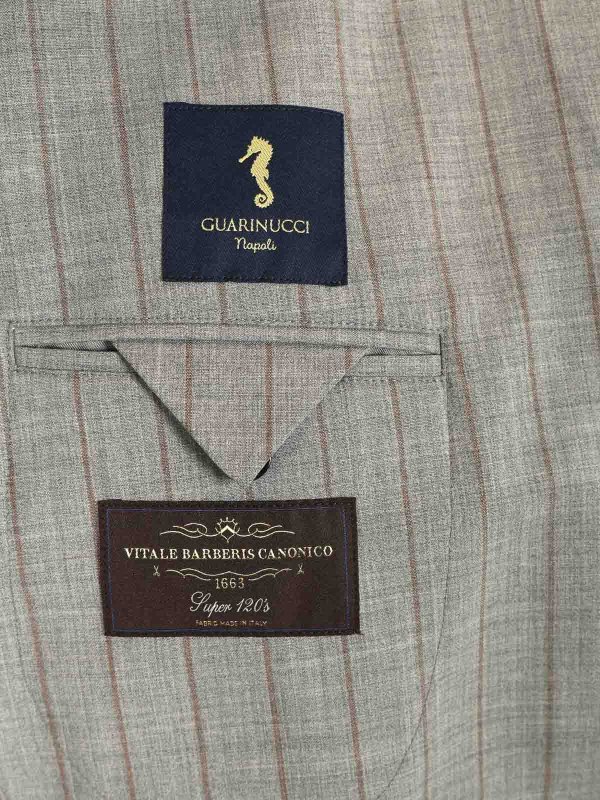 GUARINUCCI
Napoli
VITALE BARBERIS CANONICO
1663
Super 120's
FABRIC MADE IN ITALY